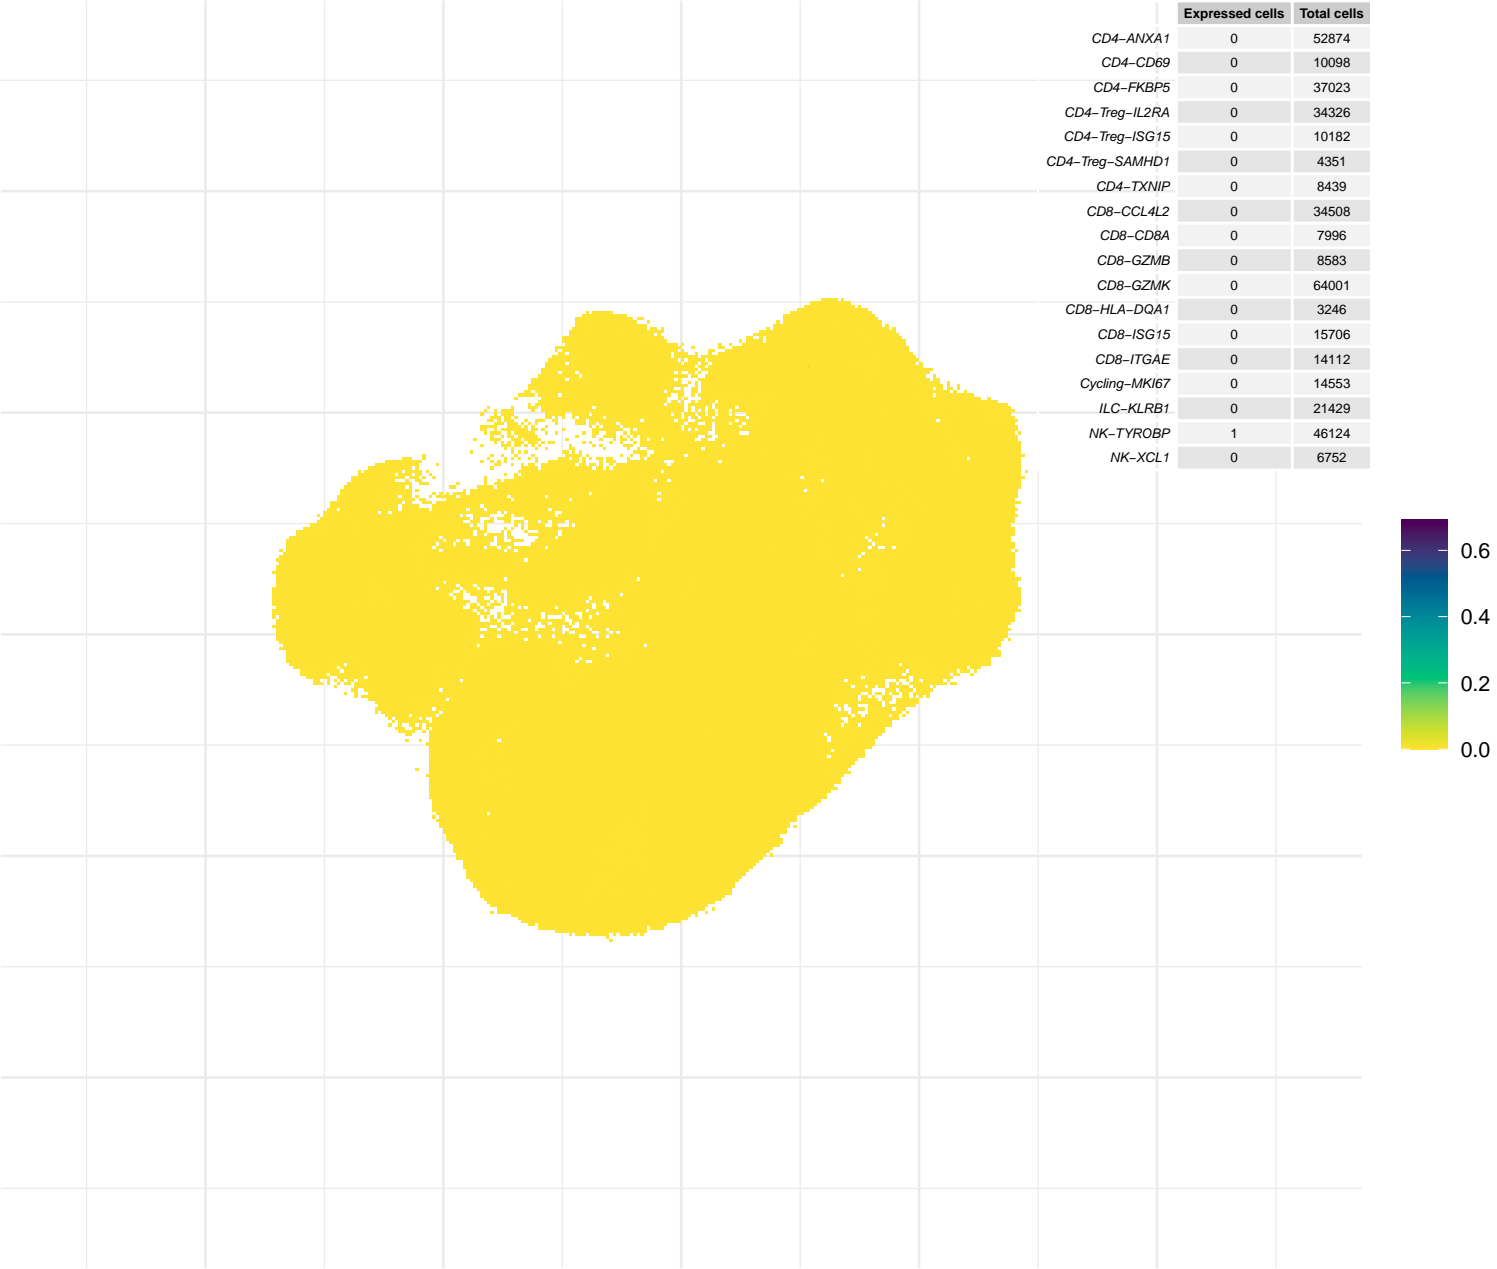 Expressed cells Total cells
CD4−ANXA1 0 52874
CD4−CD69 0 10098
CD4−FKBP5 0 37023
CD4−Treg−IL2RA 0 34326
CD4−Treg−ISG15 0 10182
CD4−Treg−SAMHD1 0 4351
CD4−TXNIP 0 8439
CD8−CCL4L2 0 34508
CD8−CD8A 0 7996
CD8−GZMB 0 8583
CD8−GZMK 0 64001
CD8−HLA−DQA1 0 3246
CD8−ISG15 0 15706
CD8−ITGAE 0 14112
Cycling−MKI67 0 14553
ILC−KLRB1 0 21429
NK−TYROBP 1 46124
NK−XCL1 0 6752
0.6
0.4
0.2
0.0